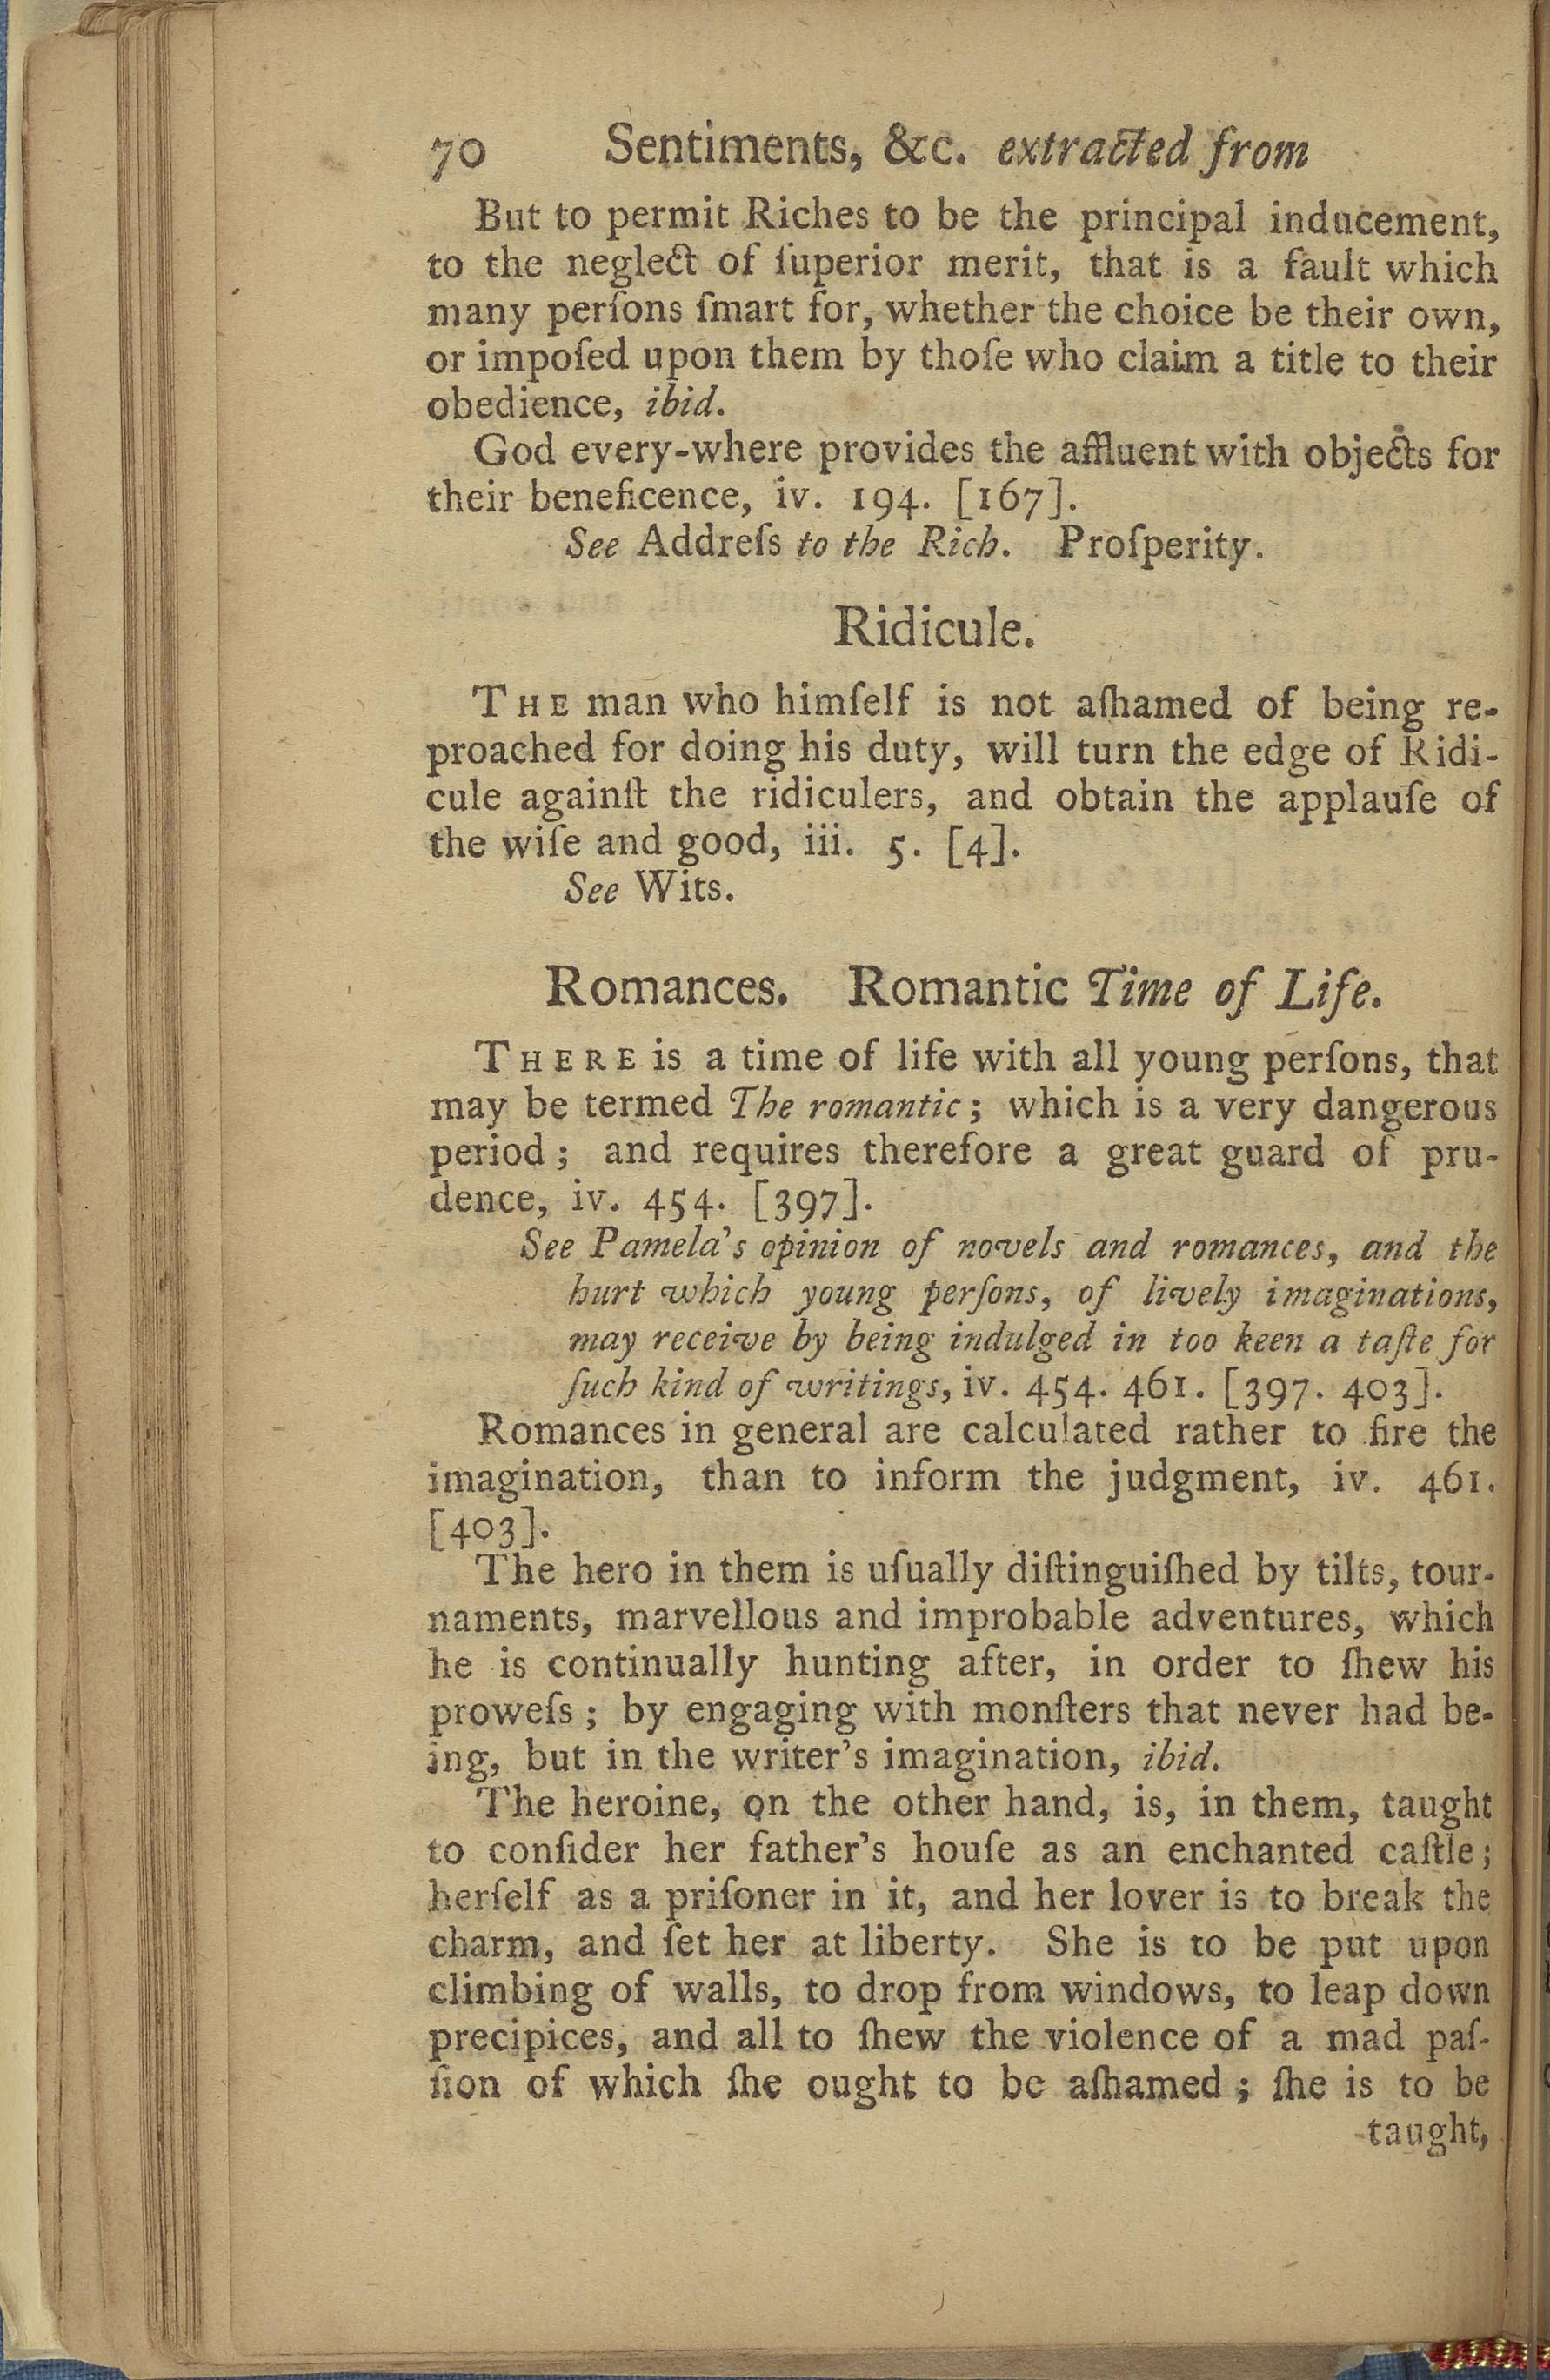 70 Sentiments, &c. extracted from
But to permit Riches to be the principal inducement,
to the neglect of ſuperior merit, that is a fault which
many perſons ſmart for, whether the choice be their own,
or impoſed upon them by thoſe who claim a title to their
obedience, ibid.
God every-where provides the affluent with objects for
their beneficence, iv. 194. [167].
See Addreſs to the Rich. Proſperity.
Ridicule.
THE man who himſelf is not aſhamed of being re-
proached for doing his duty, will turn the edge of Ridi-
cule againſt the ridiculers, and obtain the applauſe of
the wiſe and good, iii. 5. [4].
See Wits.
Romances. Romantic Time of Life.
THERE is a time of life with all young perſons, that
may be termed The romantic; which is a very dangerous
period; and requires therefore a great guard of pru-
dence, iv. 454. [397].
See Pamela's opinion of novels and romances, and the
hurt which young perſons, of lively imaginations,
may receive by being indulged in too keen a taſte for
ſuch kind of writings, iv. 454. 461. [397. 403].
Romances in general are calculated rather to fire the
imagination, than to inform the judgment, iv. 461.
[403].
The hero in them is uſually diſtinguiſhed by tilts, tour-
naments, marvellous and improbable adventures, which
he is continually hunting after, in order to ſhew his
proweſs; by engaging with monſters that never had be-
ing, but in the writer's imagination, ibid.
The heroine, on the other hand, is, in them, taught
to conſider her father's houſe as an enchanted caſtle;
herſelf as a priſoner in it, and her lover is to break the
charm, and ſet her at liberty. She is to be put upon
climbing of walls, to drop from windows, to leap down
precipices, and all to ſhew the violence of a mad paſ-
ſion of which ſhe ought to be aſhamed; ſhe is to be
taught,